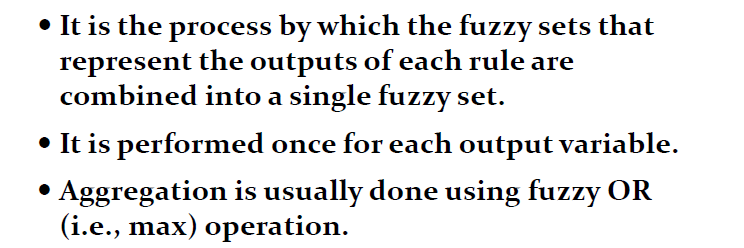 • It is the process by which the fuzzy sets that
represent the outputs of each rule are
combined into a single fuzzy set.
• It is performed once for each output variable.
• Aggregation is usually done using fuzzy OR
(i.e., max) operation.